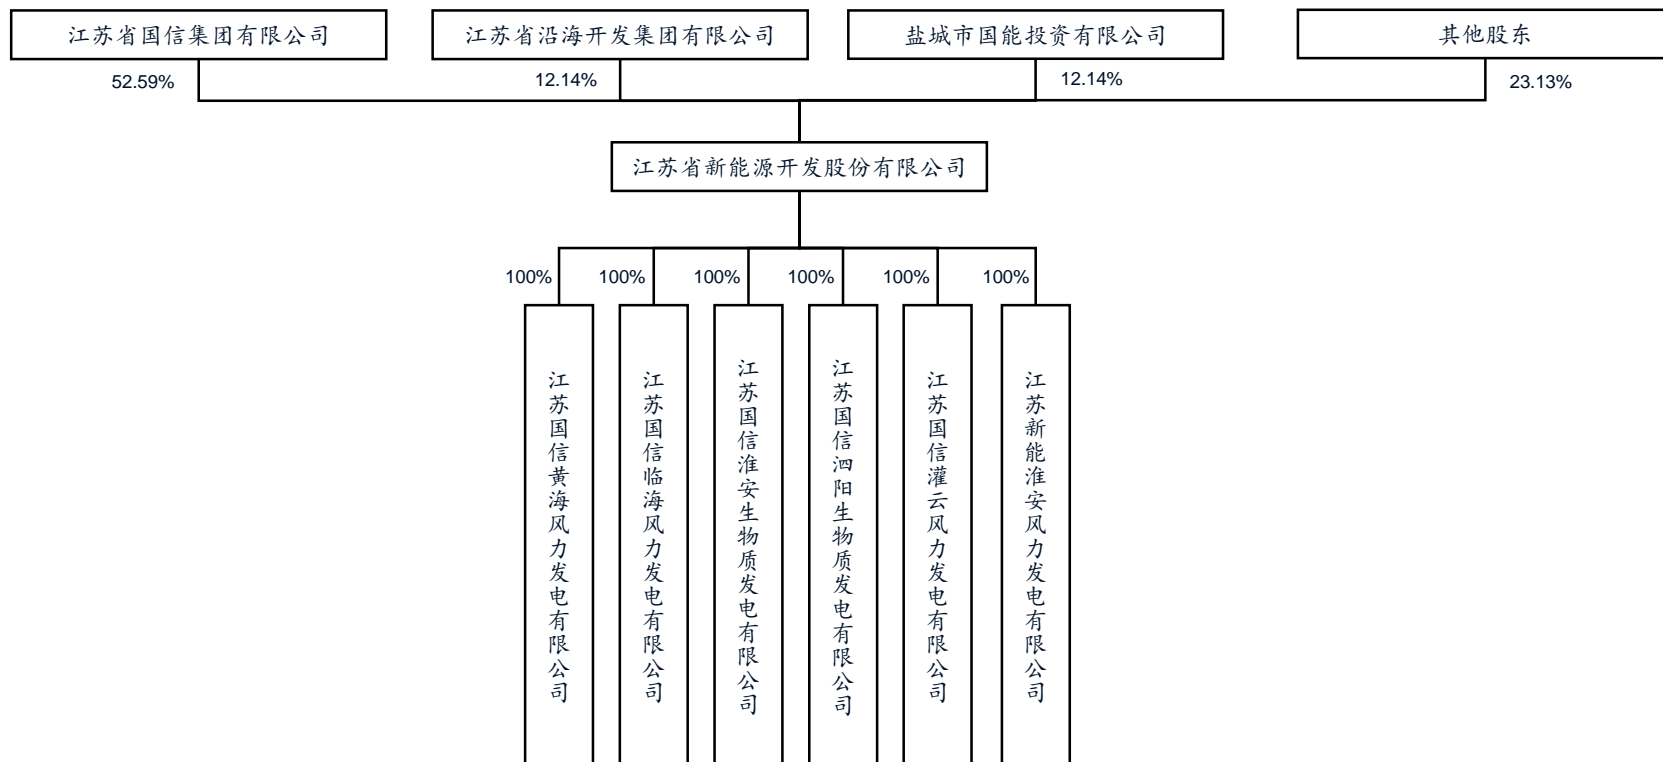 江苏省国信集团有限公司
江苏省沿海开发集团有限公司
盐城市国能投资有限公司
其他股东
52.59%
12.14%
12.14%
23.13%
江苏省新能源开发股份有限公司
100%
100%
100%
100%
100%
100%
江苏国信黄海风力发电有限公司
江苏国信临海风力发电有限公司
江苏国信淮安生物质发电有限公司
江苏国信泗阳生物质发电有限公司
江苏国信灌云风力发电有限公司
江苏新能淮安风力发电有限公司